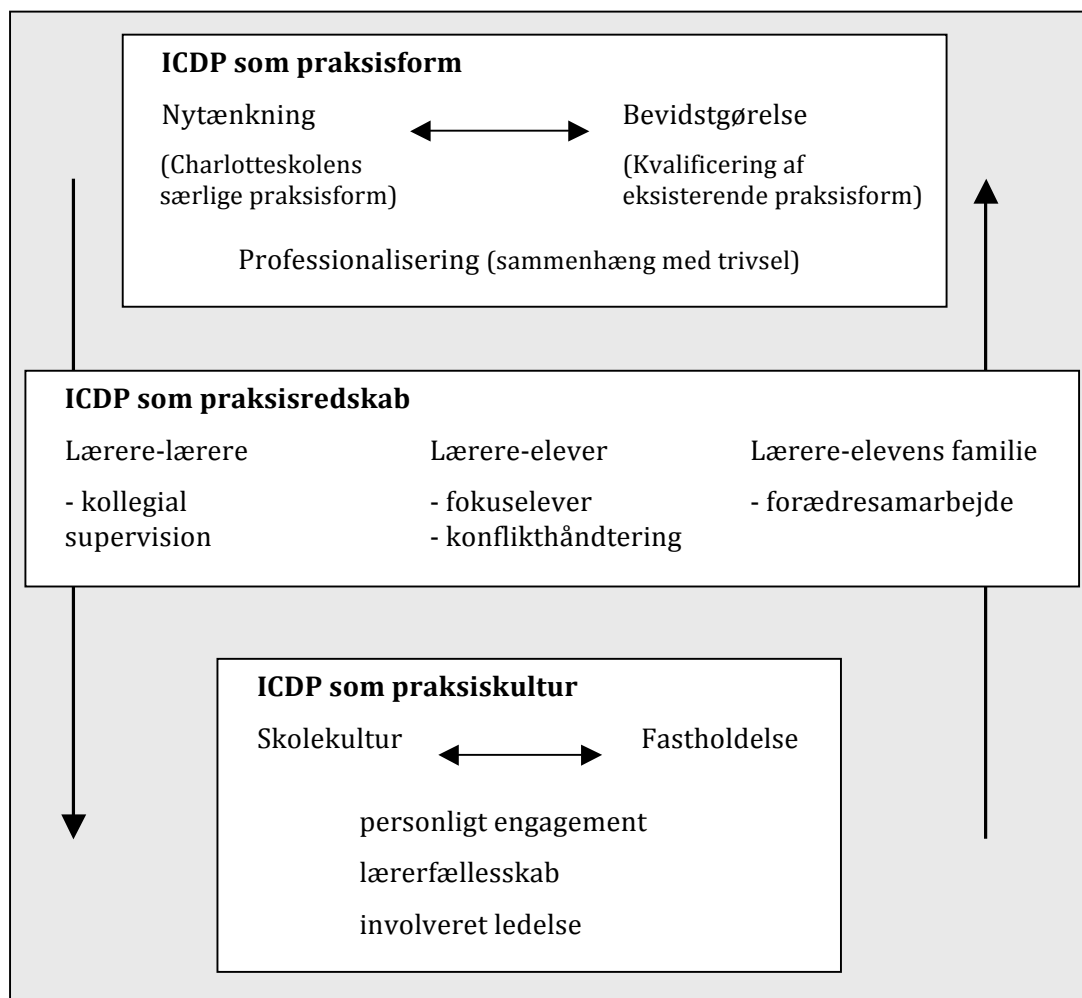 ICDP som praksisform
Nytænkning
Bevidstgørelse
(Charlotteskolens
særlige praksisform)
(Kvalificering af
eksisterende praksisform)
Professionalisering (sammenhæng med trivsel)
ICDP som praksisredskab
Lærere-lærere
- kollegial
supervision
Lærere-elever
- fokuselever
- konflikthåndtering
Lærere-elevens familie
- forædresamarbejde
ICDP som praksiskultur
Skolekultur
Fastholdelse
personligt engagement
lærerfællesskab
involveret ledelse